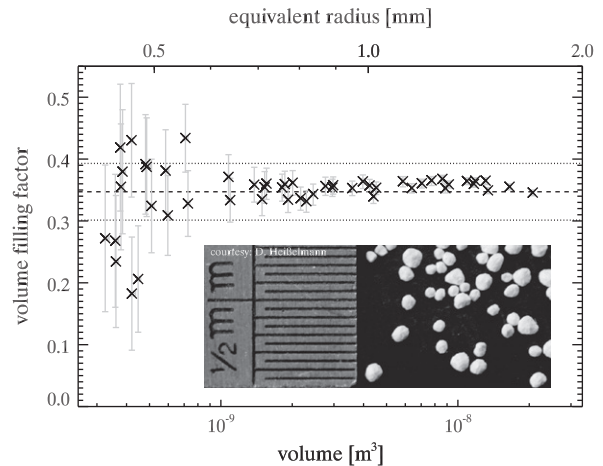 equivalent radius [mm]
0.5 1.0 2.0
0.5
0.4
0.3
0.2
0.1
0.0
volume filling factor
courtesy: D. Heißelmann
½ mm
10⁻⁹ 10⁻⁸
volume [m³]